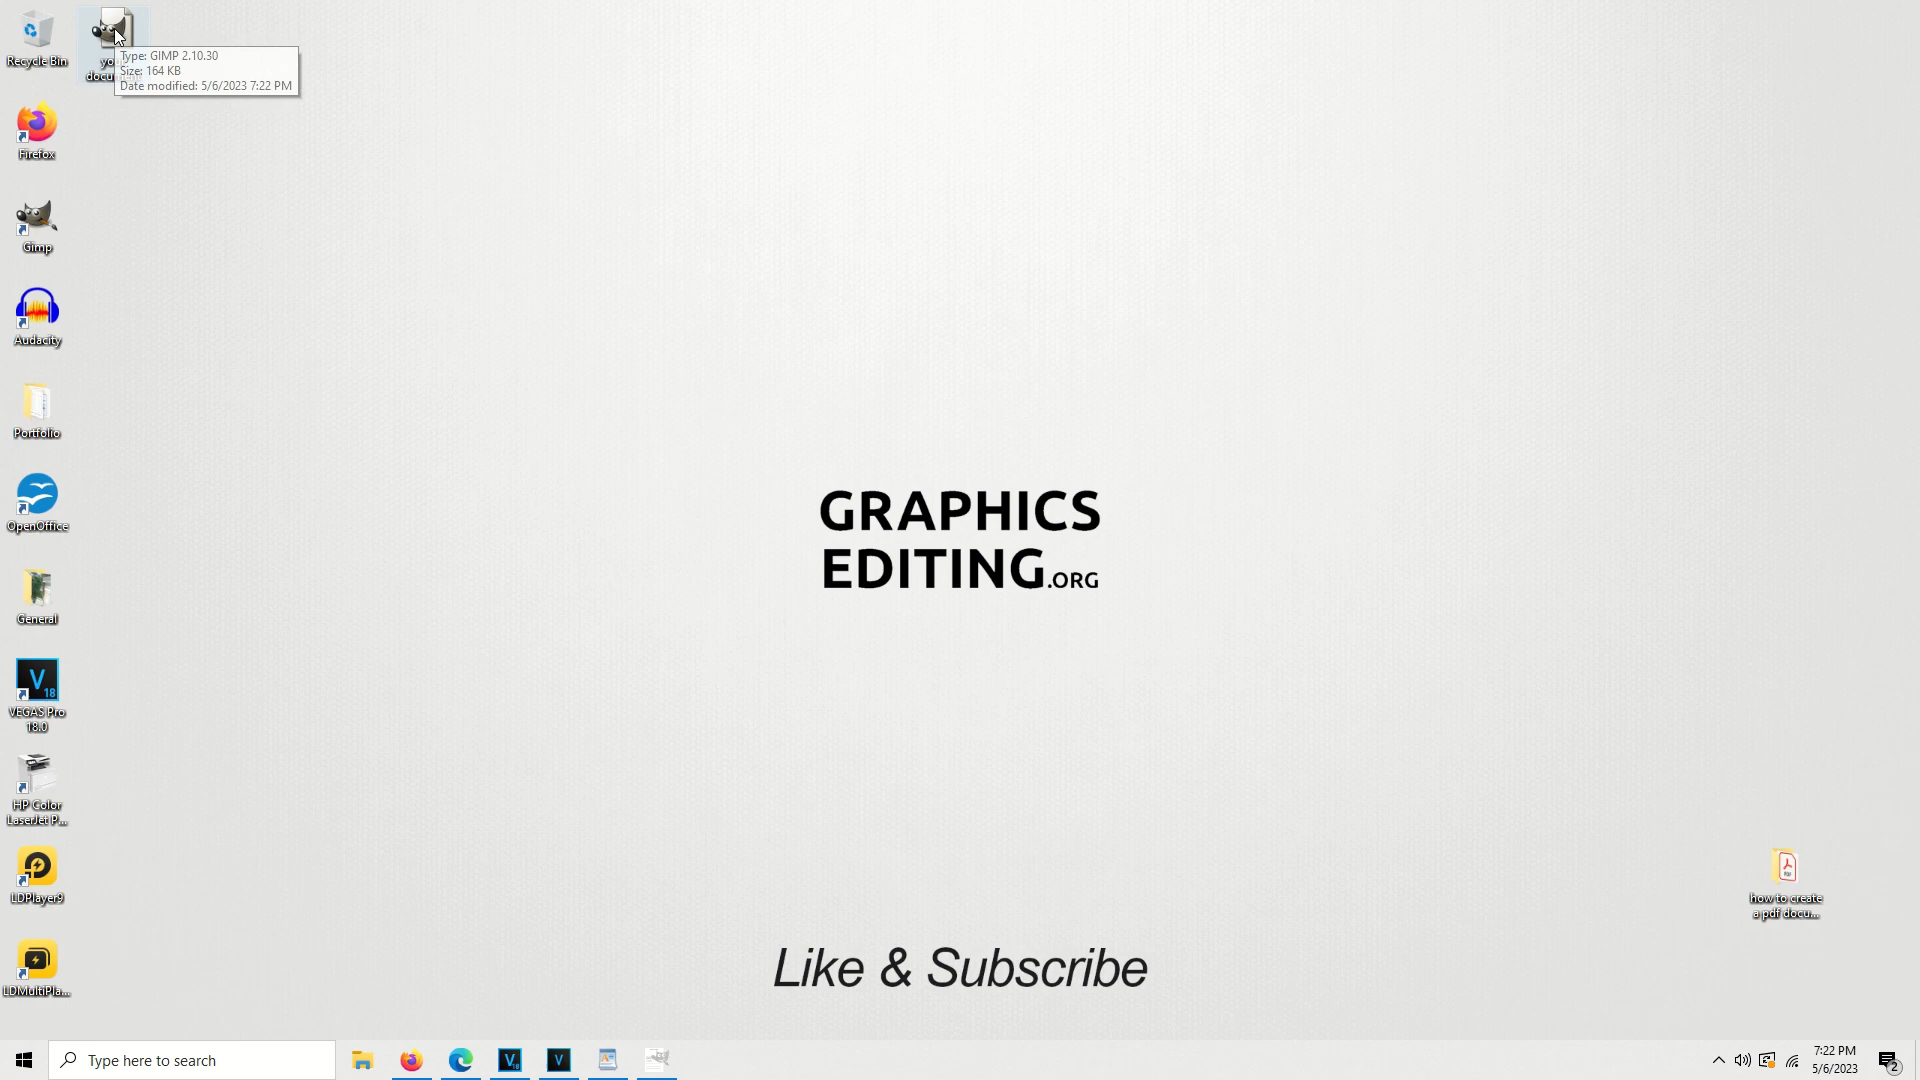 Recycle Bin
Type: GIMP 2.10.30
Size: 164 KB
Date modified: 5/6/2023 7:22 PM
Firefox
Gimp
Audacity
Portfolio
OpenOffice
General
VEGAS Pro
18.0
HP Color
LaserJet P...
LDPlayer9
LDMultiPla...
GRAPHICS
EDITING.ORG
how to create
a pdf docu...
Like & Subscribe
Type here to search
7:22 PM
5/6/2023
2